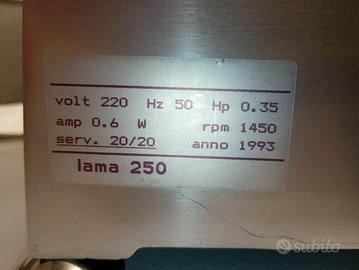 volt 220 Hz 50 Hp 0.35
amp 0.6 W rpm 1450
serv. 20/20 anno 1993
lama 250
subito